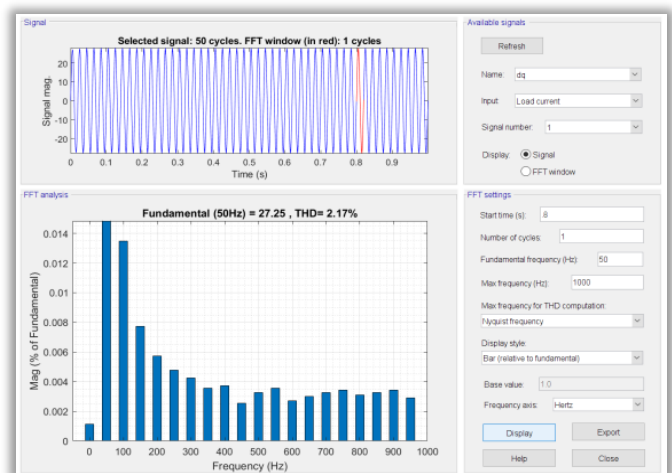 Signal
Selected signal: 50 cycles. FFT window (in red): 1 cycles
20
10
0
-10
-20
Signal mag.
0 0.1 0.2 0.3 0.4 0.5 0.6 0.7 0.8 0.9
Time (s)
Available signals
Refresh
Name: dq
Input: Load current
Signal number: 1
Display: Signal
FFT window
FFT analysis
Fundamental (50Hz) = 27.25 , THD= 2.17%
0.014
0.012
0.01
0.008
0.006
0.004
0.002
0
Mag (% of Fundamental)
0 100 200 300 400 500 600 700 800 900 1000
Frequency (Hz)
FFT settings
Start time (s): .8
Number of cycles: 1
Fundamental frequency (Hz): 50
Max frequency (Hz): 1000
Max frequency for THD computation:
Nyquist frequency
Display style:
Bar (relative to fundamental)
Base value: 1.0
Frequency axis: Hertz
Display Export
Help Close